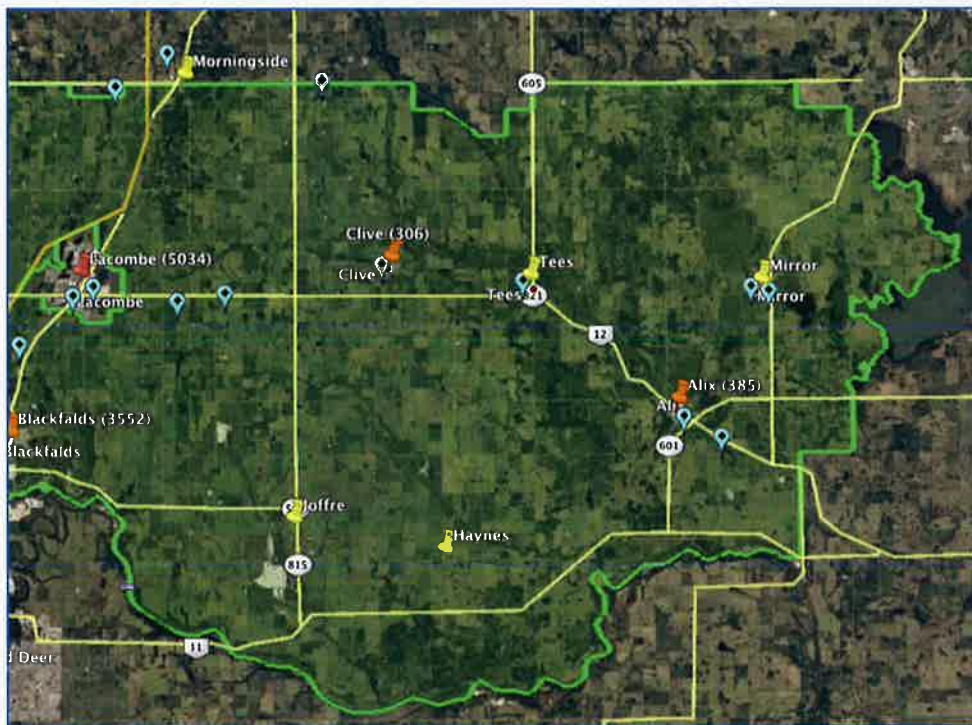 Morningside
605
Clive (306)
Lacombe (5034)
Clive
Tees
Mirror
Lacombe
Tees
21
Mirror
12
Alix (385)
Blackfalds (3552)
601
Blackfalds
Joffre
Haynes
815
11
d Deer